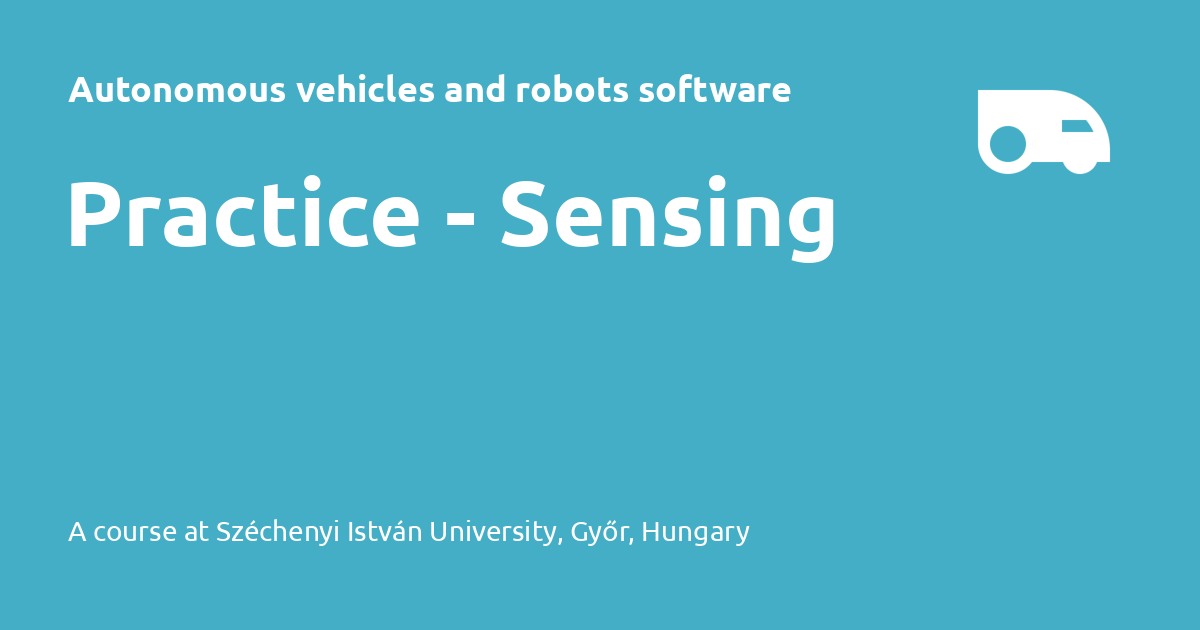 Autonomous vehicles and robots software
Practice - Sensing
A course at Széchenyi István University, Győr, Hungary